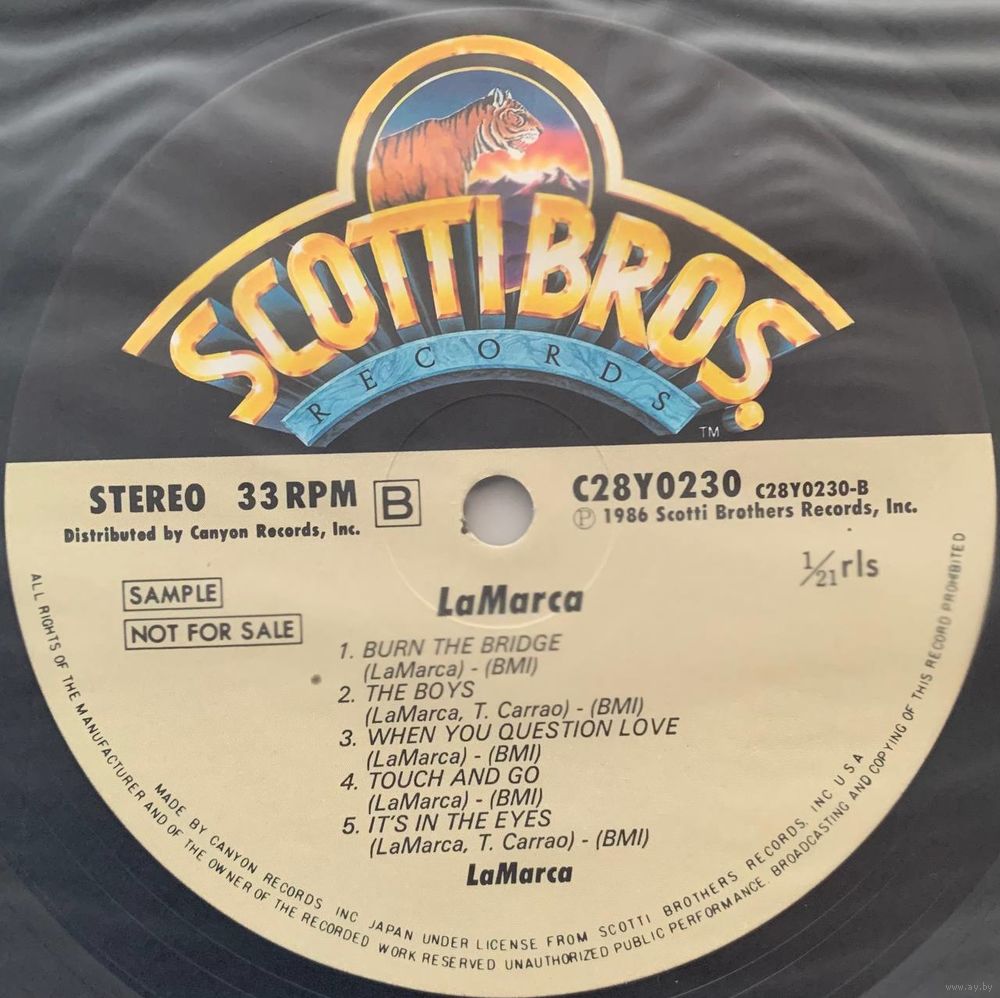 SCOTTI BROS.
RECORDS
TM
STEREO 33 RPM B
Distributed by Canyon Records, Inc.
C28Y0230 C28Y0230-B
Ⓟ 1986 Scotti Brothers Records, Inc.
1/21 rls
SAMPLE
NOT FOR SALE
LaMarca
1. BURN THE BRIDGE
(LaMarca) - (BMI)
2. THE BOYS
(LaMarca, T. Carrao) - (BMI)
3. WHEN YOU QUESTION LOVE
(LaMarca) - (BMI)
4. TOUCH AND GO
(LaMarca) - (BMI)
5. IT'S IN THE EYES
(LaMarca, T. Carrao) - (BMI)
LaMarca
MADE BY CANYON RECORDS INC JAPAN UNDER LICENSE FROM SCOTTI BROTHERS RECORDS, INC U S A
ALL RIGHTS OF THE MANUFACTURER AND OF THE OWNER OF THE RECORDED WORK RESERVED UNAUTHORIZED PUBLIC PERFORMANCE. BROADCASTING AND COPYING OF THIS RECORD PROHIBITED
www.ay.by